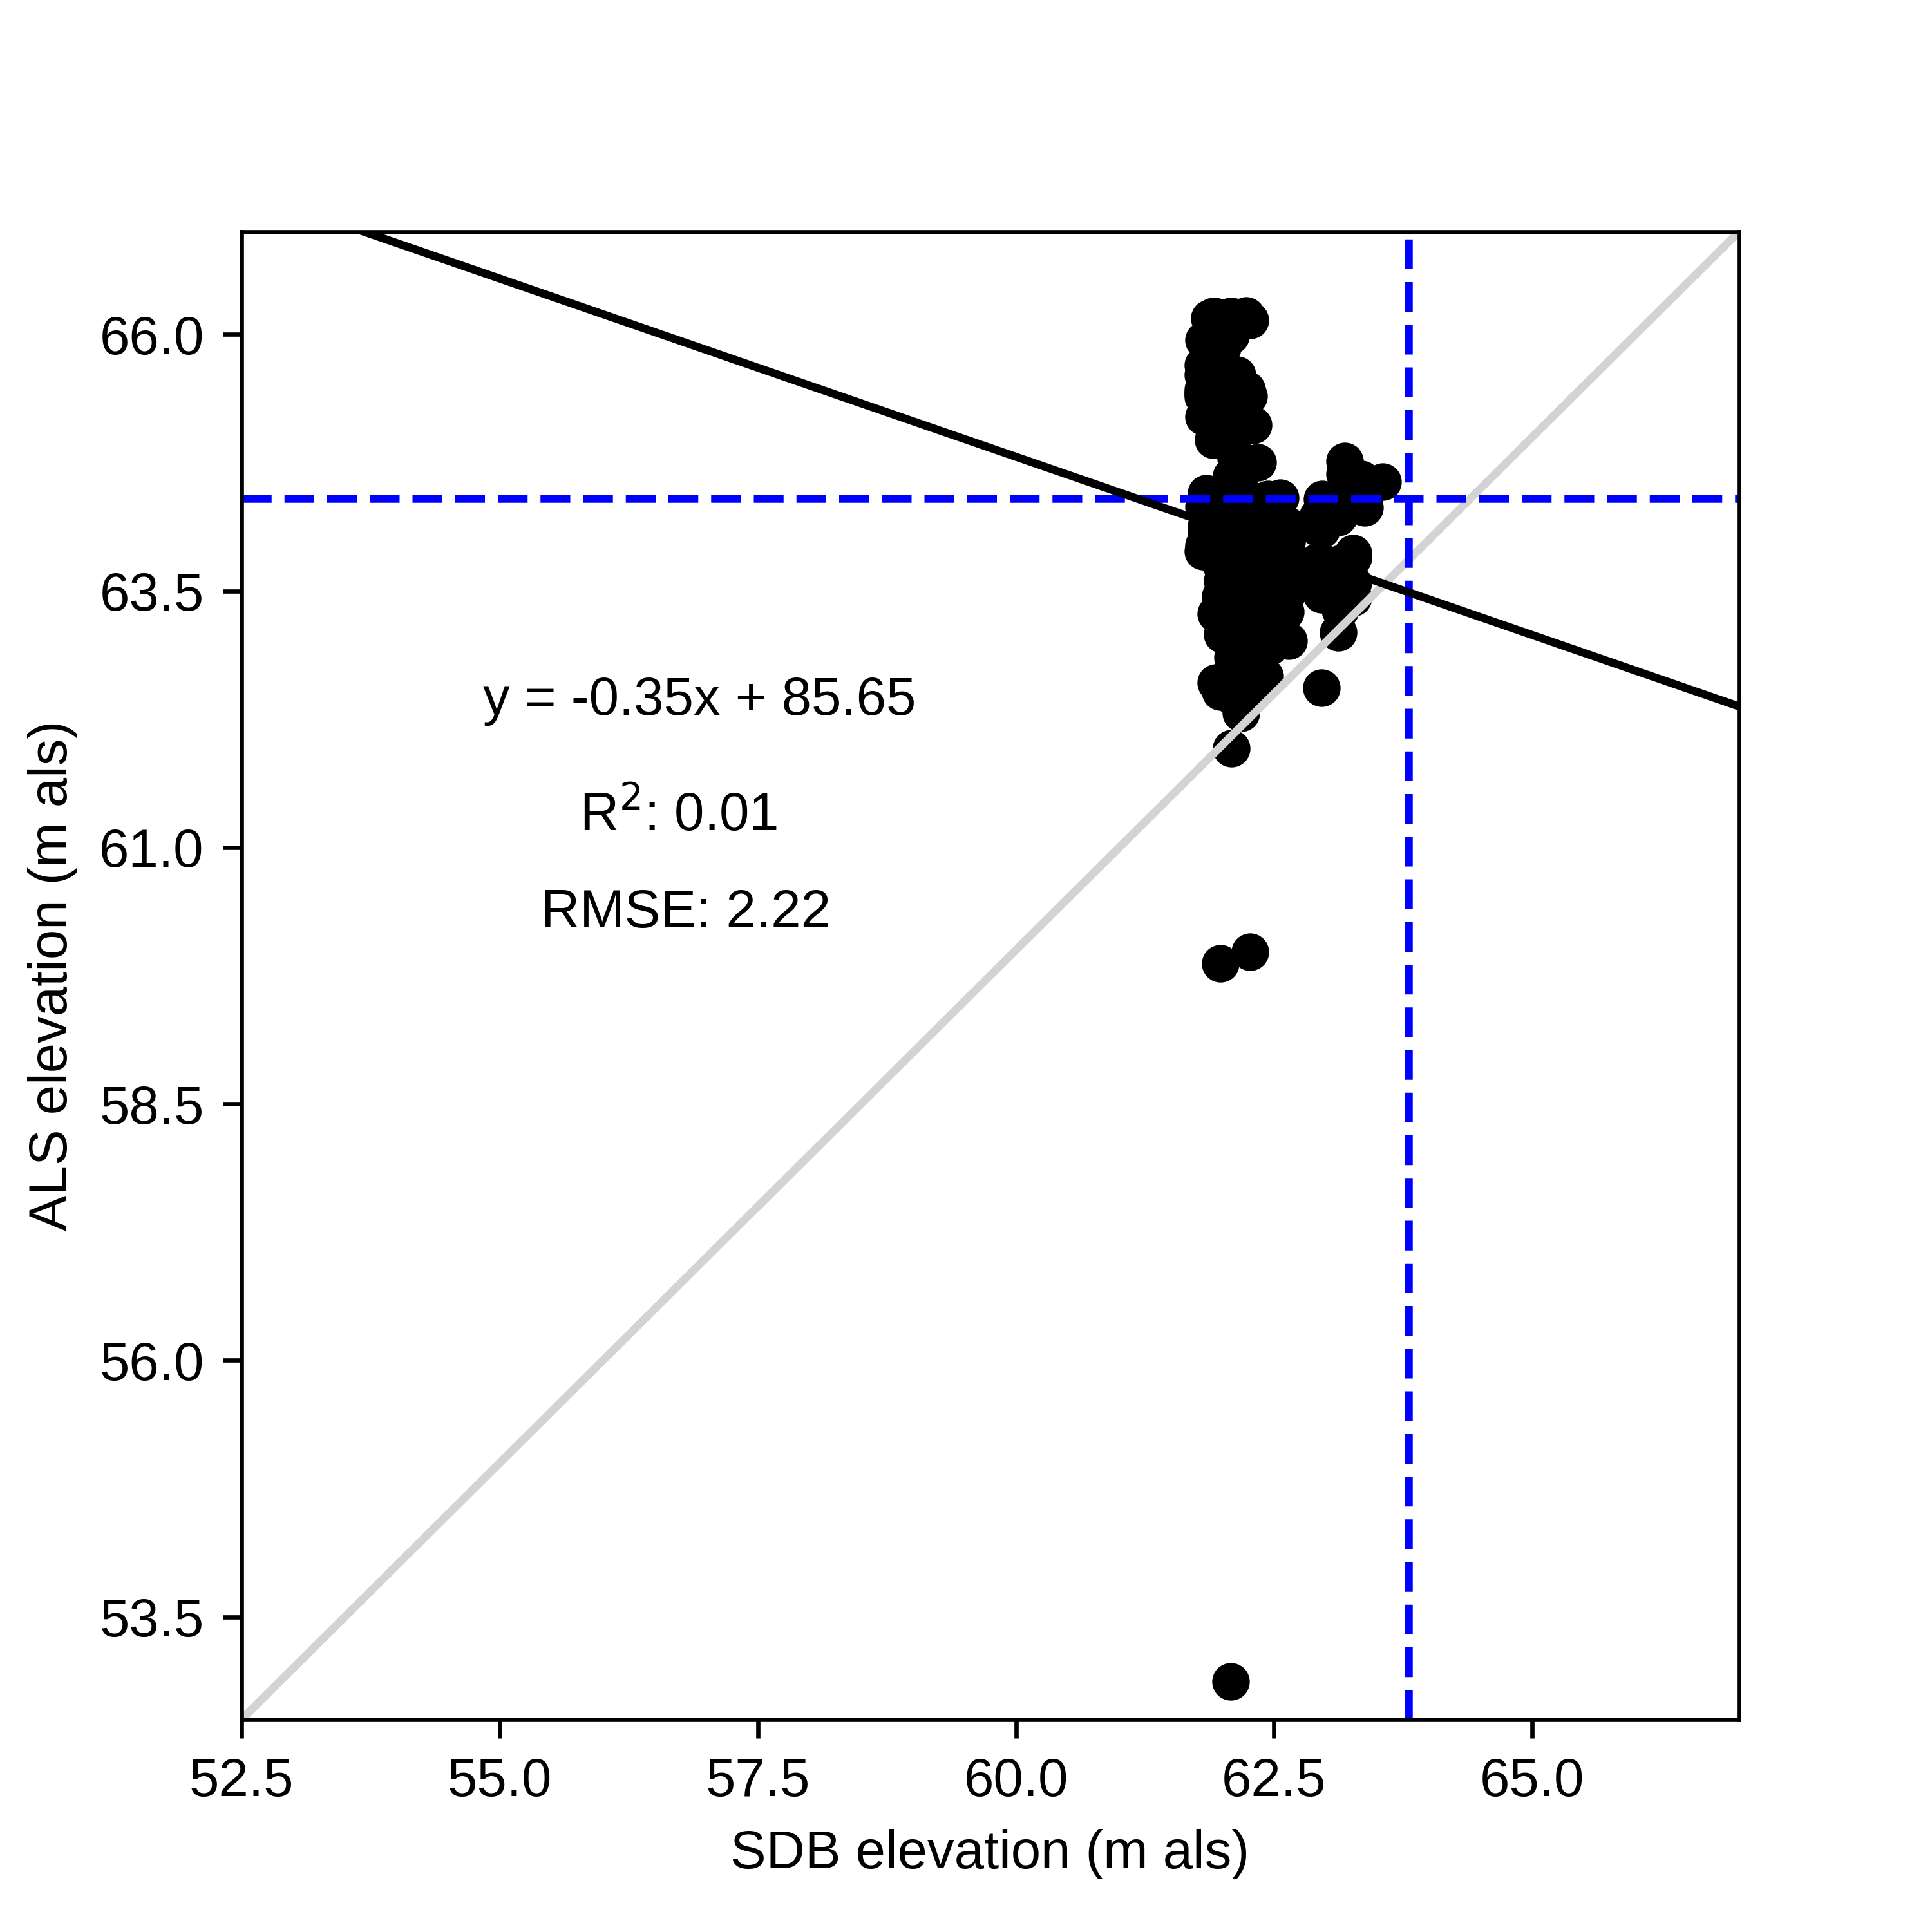 66.0
63.5
61.0
58.5
56.0
53.5
ALS elevation (m als)
y = -0.35x + 85.65
R²: 0.01
RMSE: 2.22
52.5 55.0 57.5 60.0 62.5 65.0
SDB elevation (m als)